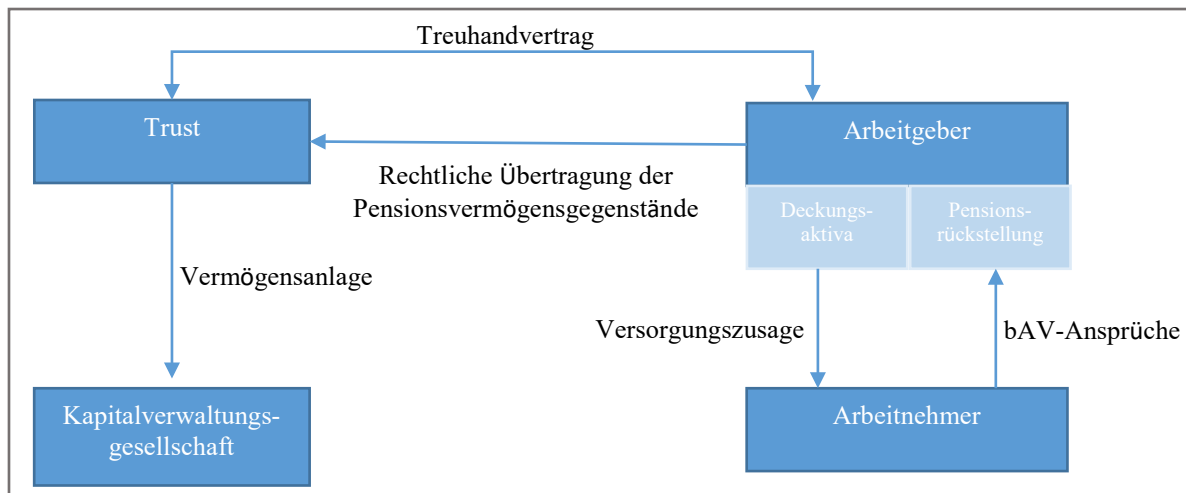 Treuhandvertrag
Trust
Arbeitgeber
Rechtliche Übertragung der
Pensionsvermögensgegenstände
Deckungs-
aktiva
Pensions-
rückstellung
Vermögensanlage
Versorgungszusage
bAV-Ansprüche
Kapitalverwaltungs-
gesellschaft
Arbeitnehmer